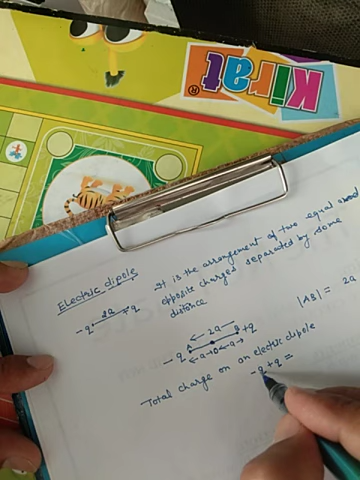 Kirat ®
Electric dipole
It is the arrangement of two equal and
opposite charged separated by some
distance
-q 2a q
|AB| = 2a
← 2a
-q A ←a→ O ←a→ B +q
Total charge on an electric dipole
-q + q =